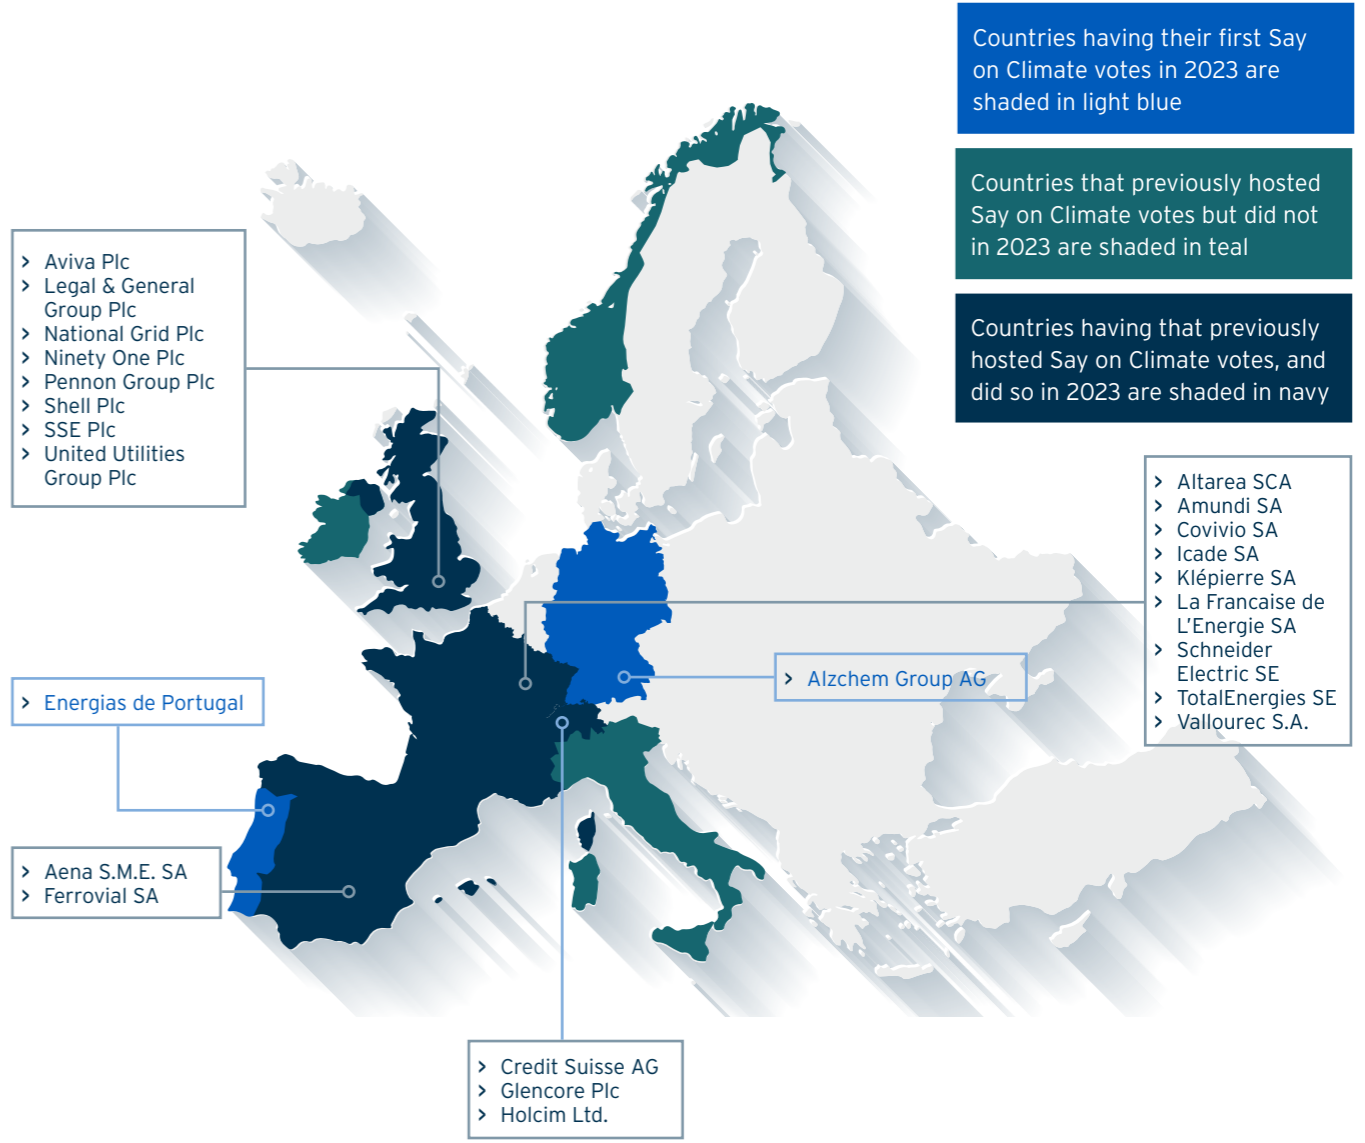 Countries having their first Say
on Climate votes in 2023 are
shaded in light blue
Countries that previously hosted
Say on Climate votes but did not
in 2023 are shaded in teal
Countries having that previously
hosted Say on Climate votes, and
did so in 2023 are shaded in navy
> Aviva Plc
> Legal & General
Group Plc
> National Grid Plc
> Ninety One Plc
> Pennon Group Plc
> Shell Plc
> SSE Plc
> United Utilities
Group Plc
> Altarea SCA
> Amundi SA
> Covivio SA
> Icade SA
> Klépierre SA
> La Francaise de
L'Energie SA
> Schneider
Electric SE
> TotalEnergies SE
> Vallourec S.A.
> Alzchem Group AG
> Energias de Portugal
> Aena S.M.E. SA
> Ferrovial SA
> Credit Suisse AG
> Glencore Plc
> Holcim Ltd.